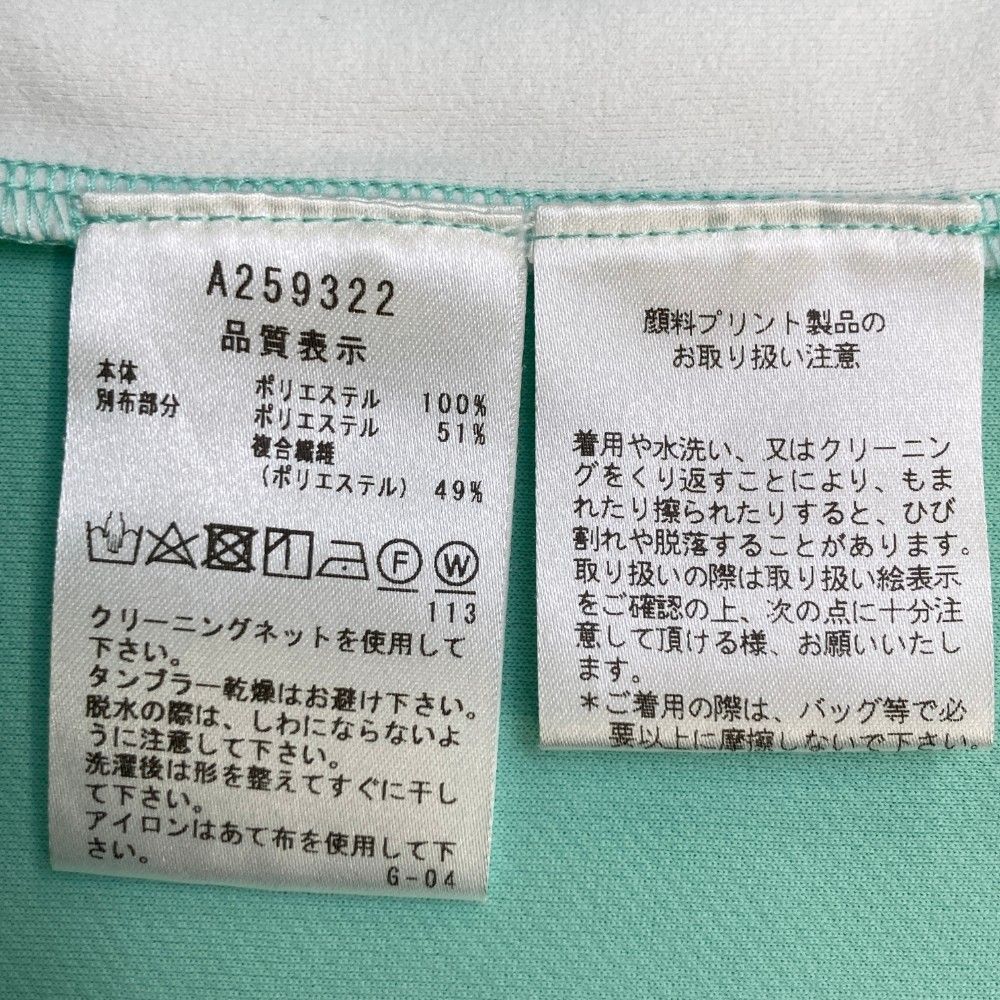 A259322
品質表示
本体 ポリエステル 100%
別布部分 ポリエステル 51%
複合繊維
(ポリエステル) 49%
F W
113
クリーニングネットを使用して
下さい。
タンブラー乾燥はお避け下さい。
脱水の際は、しわにならないよ
うに注意して下さい。
洗濯後は形を整えてすぐに干し
て下さい。
アイロンはあて布を使用して下
さい。
G-04
顔料プリント製品の
お取り扱い注意
着用や水洗い、又はクリーニン
グをくり返すことにより、もま
れたり擦られたりすると、ひび
割れや脱落することがあります。
取り扱いの際は取り扱い絵表示
をご確認の上、次の点に十分注
意して頂ける様、お願いいたし
ます。
*ご着用の際は、バッグ等で必
要以上に摩擦しないで下さい。